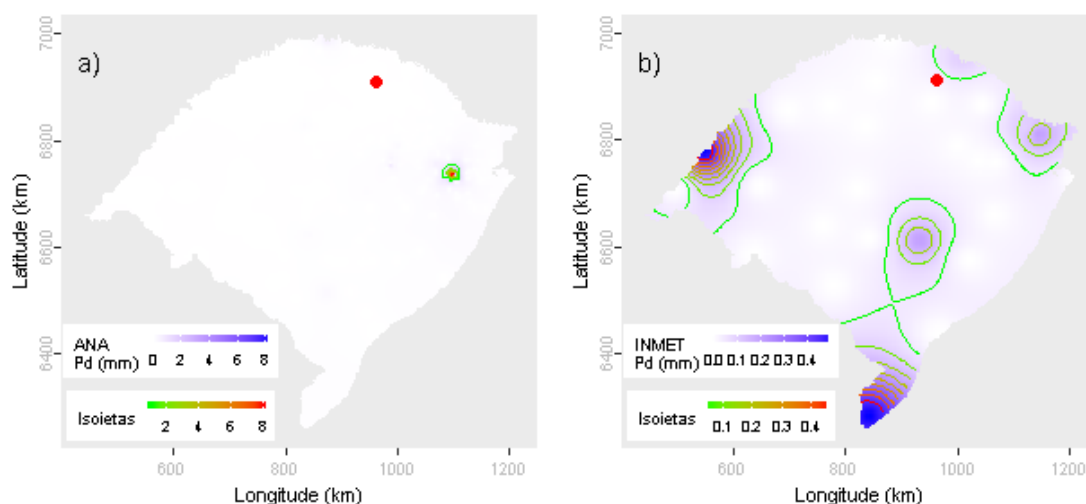 a)
7000
6800
6600
6400
Latitude (km)
ANA
Pd (mm)
0 2 4 6 8
Isoietas
2 4 6 8
600 800 1000 1200
Longitude (km)
b)
7000
6800
6600
6400
Latitude (km)
INMET
Pd (mm)
0.0 0.1 0.2 0.3 0.4
Isoietas
0.1 0.2 0.3 0.4
600 800 1000 1200
Longitude (km)